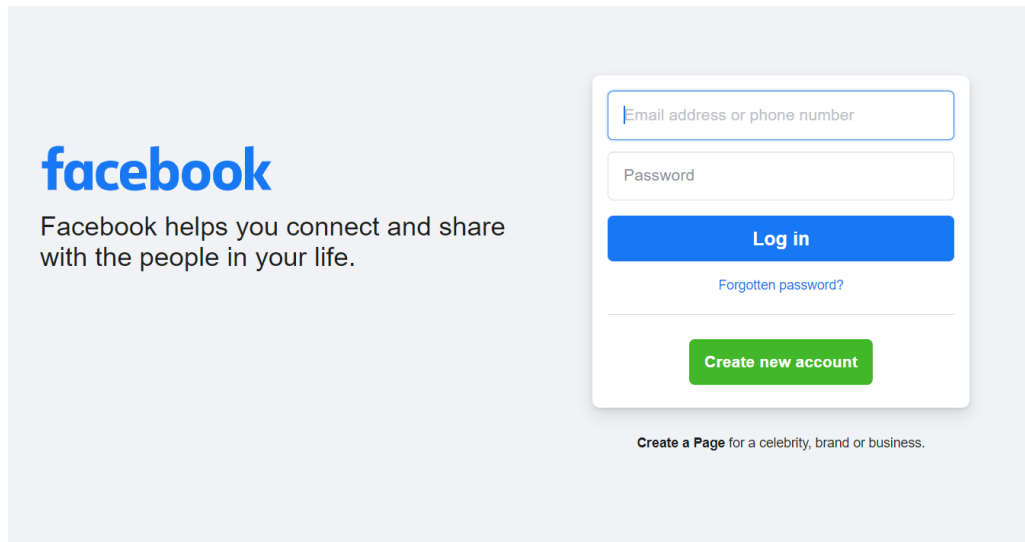 facebook
Facebook helps you connect and share
with the people in your life.
Email address or phone number
Password
Log in
Forgotten password?
Create new account
Create a Page for a celebrity, brand or business.